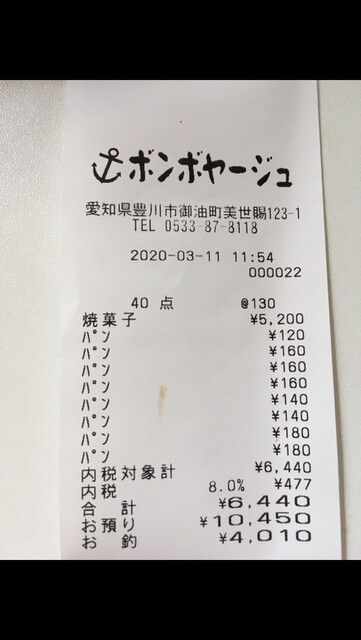 ボンボヤージュ
愛知県豊川市御油町美世賜123-1
TEL 0533-87-8118
2020-03-11 11:54
000022
40 点 @130
焼菓子 ¥5,200
パン ¥120
パン ¥160
パン ¥160
パン ¥160
パン ¥140
パン ¥140
パン ¥180
パン ¥180
内税対象計 ¥6,440
内税 8.0% ¥477
合 計 ¥6,440
お預り ¥10,450
お 釣 ¥4,010